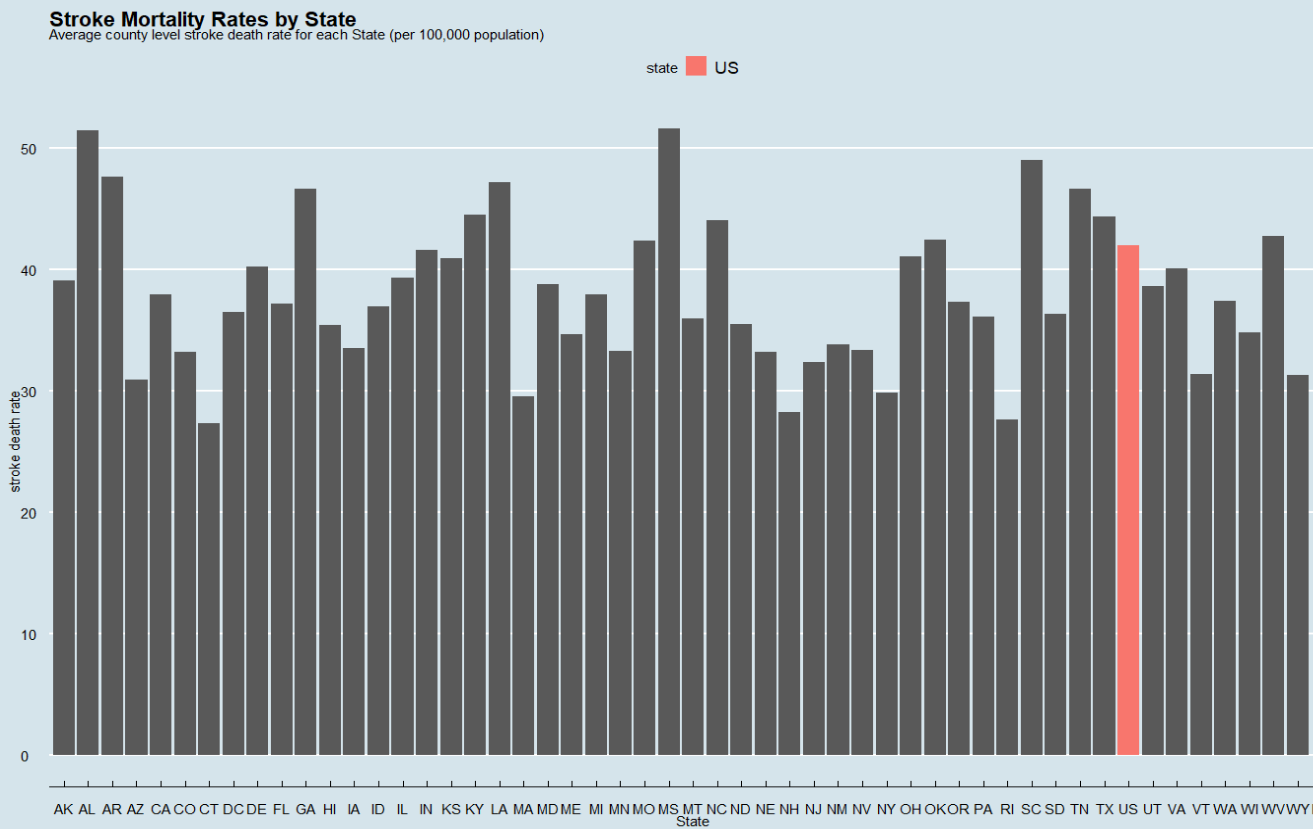 Stroke Mortality Rates by State
Average county level stroke death rate for each State (per 100,000 population)
state US
50
40
30
20
10
0
stroke death rate
AK AL AR AZ CA CO CT DC DE FL GA HI IA ID IL IN KS KY LA MA MD ME MI MN MO MS MT NC ND NE NH NJ NM NV NY OH OK OR PA RI SC SD TN TX US UT VA VT WA WI WV WY
State